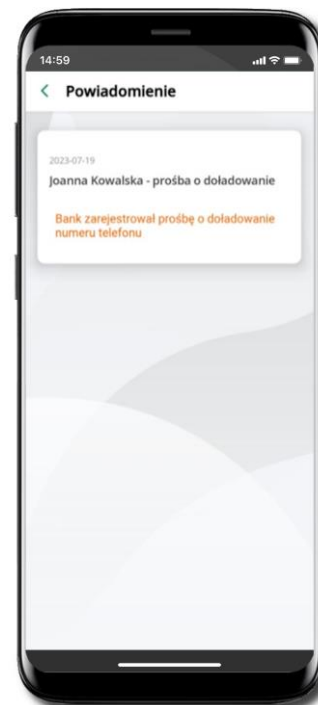 14:59
Powiadomienie
2023-07-19
Joanna Kowalska - prośba o doładowanie
Bank zarejestrował prośbę o doładowanie
numeru telefonu